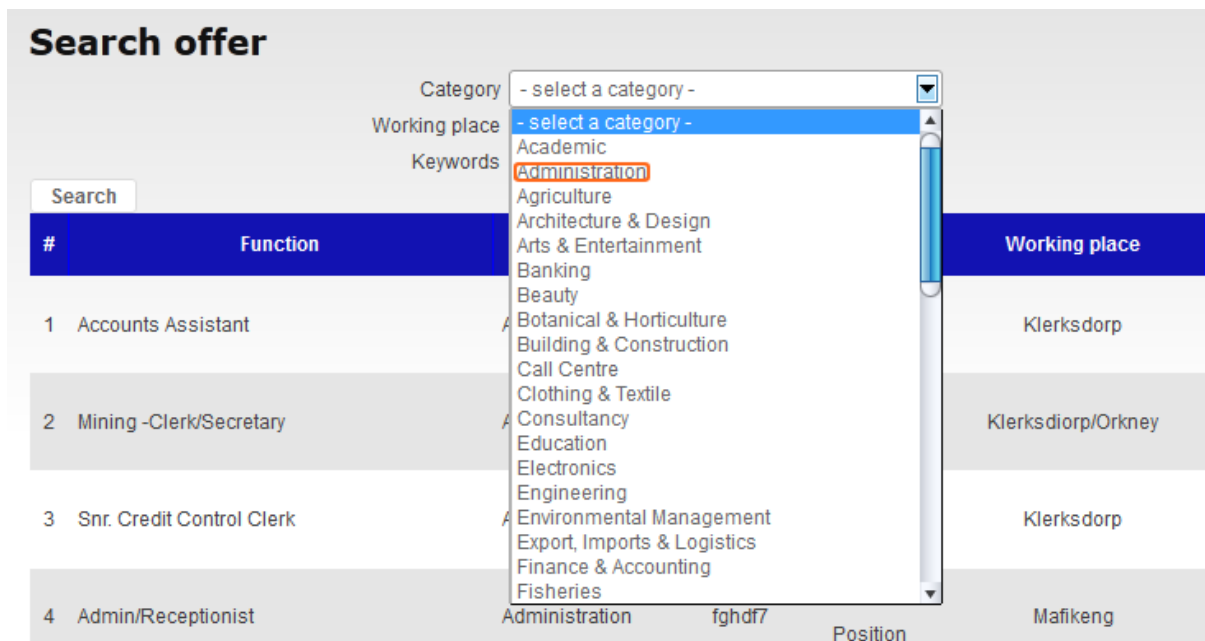 Search offer
Category - select a category -
Working place - select a category -
Academic
Keywords
Administration
Search
Agriculture
Architecture & Design
# Function Arts & Entertainment Working place
Banking
Beauty
Botanical & Horticulture
1 Accounts Assistant A Klerksdorp
Building & Construction
Call Centre
Clothing & Textile
2 Mining -Clerk/Secretary A Consultancy Klerksdiorp/Orkney
Education
Electronics
Engineering
3 Snr. Credit Control Clerk A Environmental Management Klerksdorp
Export, Imports & Logistics
Finance & Accounting
Fisheries
4 Admin/Receptionist Administration fghdf7 Mafikeng
Position